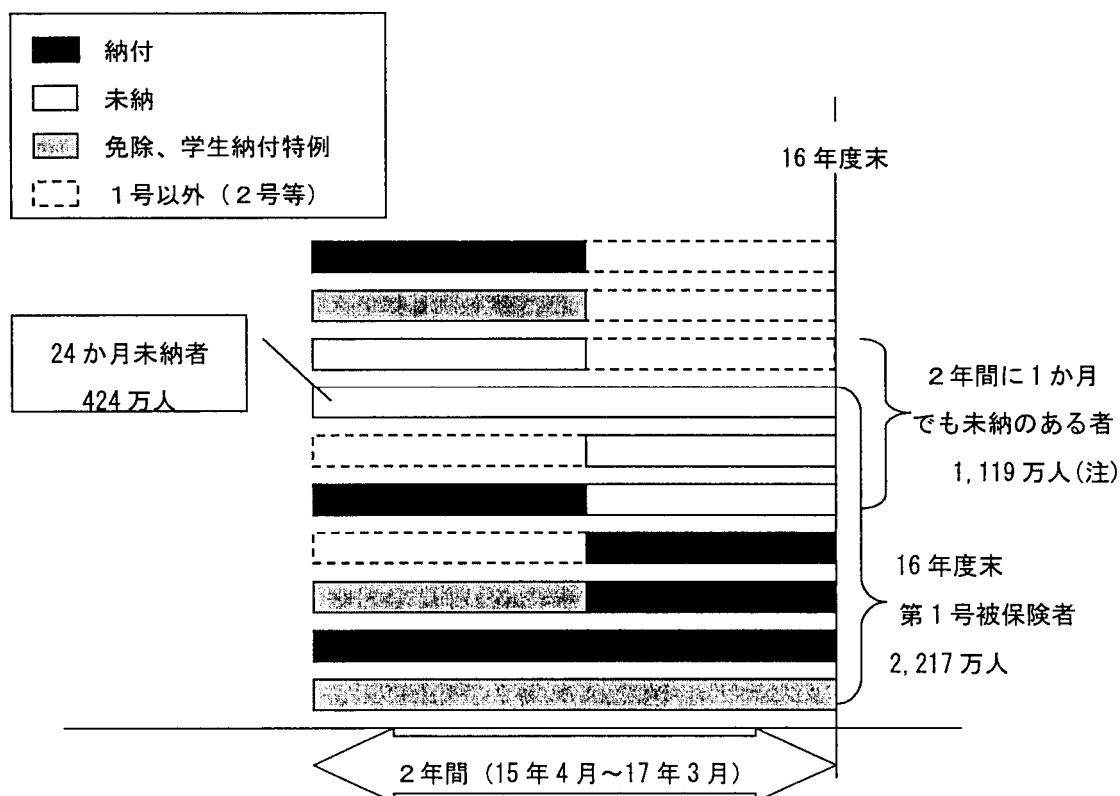 納付
未納
免除、学生納付特例
1号以外（２号等）
16年度末
24か月未納者
424万人
２年間に1か月
でも未納のある者
1,119万人(注)
16年度末
第1号被保険者
2,217万人
２年間（15年4月～17年3月）